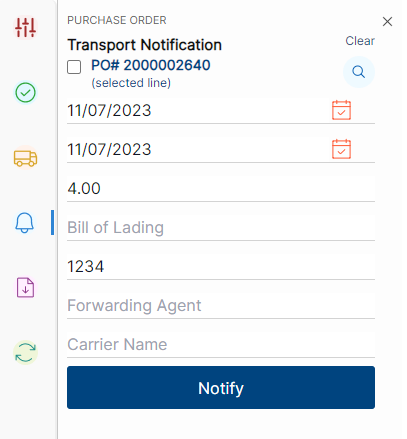 PURCHASE ORDER
Transport Notification
Clear
PO# 2000002640
(selected line)
11/07/2023
11/07/2023
4.00
Bill of Lading
1234
Forwarding Agent
Carrier Name
Notify